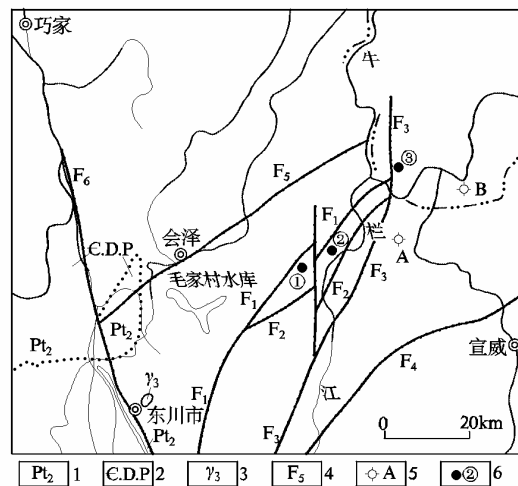 巧家
牛
F₃
③
B
F₅
F₆
F₁
栏
②
A
会泽
Є.D.P
毛家村水库
①
F₃
F₂
F₁
F₂
Pt₂
Pt₂
宣威
F₄
γ₃
东川市
F₁
江
Pt₂
F₃
0 20km
Pt₂ 1 Є.D.P 2 γ₃ 3 F₅ 4 A 5 ② 6